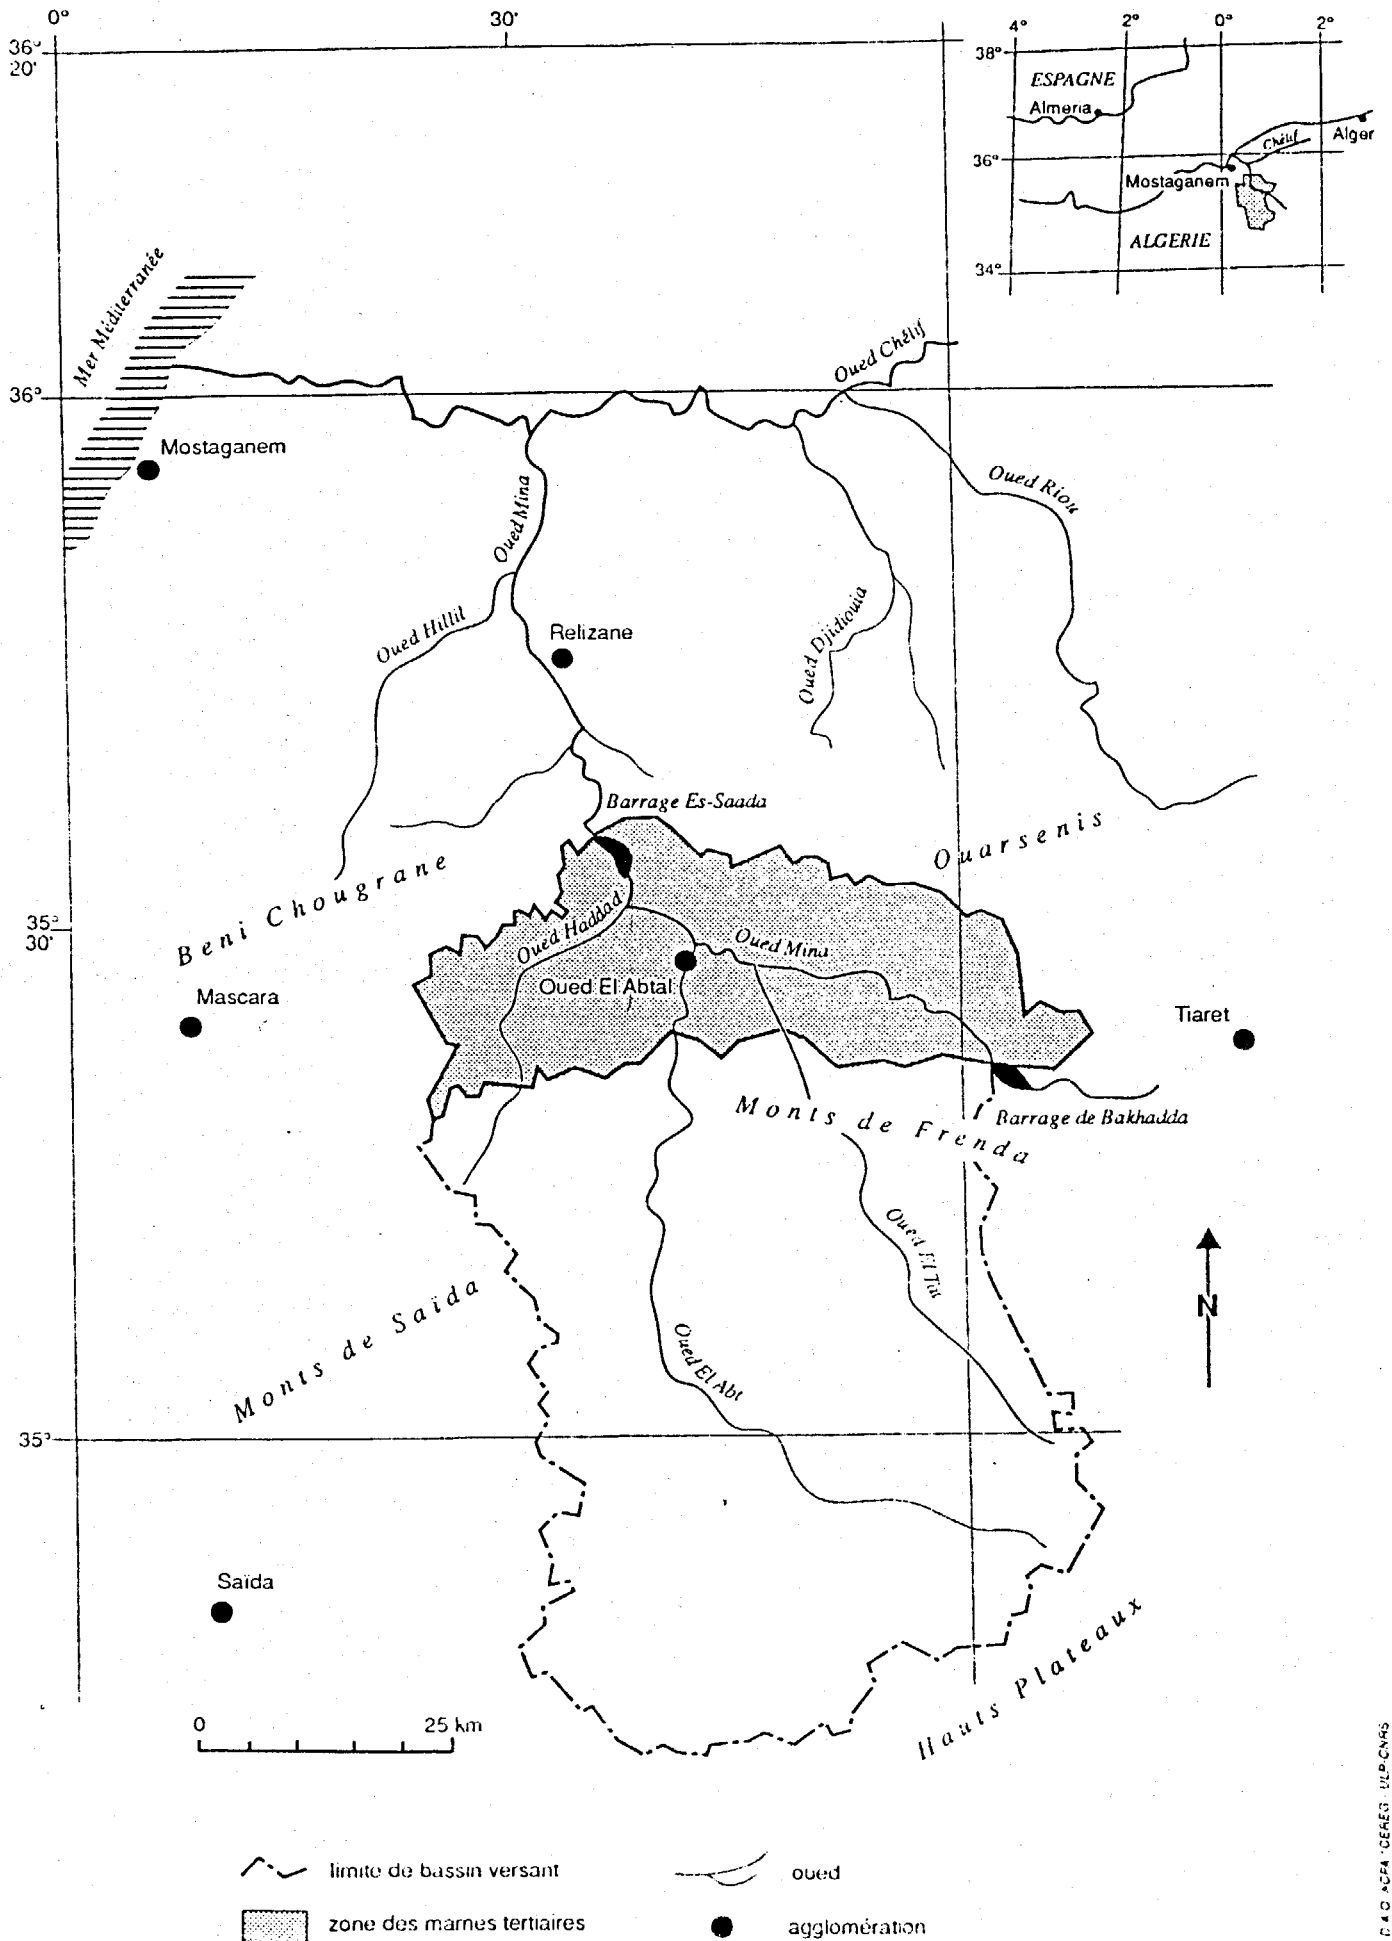 0°
30'
36°
20'
4°
2°
0°
2°
38°
ESPAGNE
Almeria
36°
Chélif
Alger
Mostaganem
ALGERIE
34°
Mer Méditerranée
Oued Chélif
36°
Mostaganem
Oued Riou
Oued Mina
Oued Hillil
Relizane
Oued Djidiouia
Barrage Es-Saada
Ouarsenis
Beni Chougrane
35°
30'
Oued Haddad
Oued Mina
Oued El Abtal
Mascara
Tiaret
Monts de Frenda
Barrage de Bakhadda
Oued El Tat
Monts de Saïda
N
Oued El Abt
35°
Saïda
Hauts Plateaux
0
25 km
limite de bassin versant
oued
zone des marnes tertiaires
agglomération